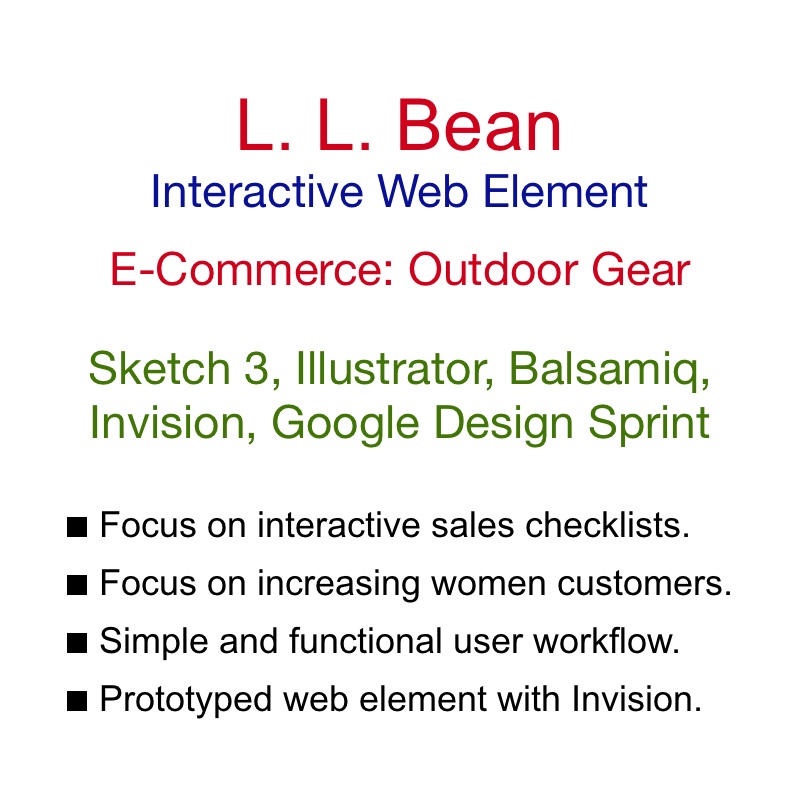 L. L. Bean
Interactive Web Element
E-Commerce: Outdoor Gear
Sketch 3, Illustrator, Balsamiq,
Invision, Google Design Sprint
■ Focus on interactive sales checklists.
■ Focus on increasing women customers.
■ Simple and functional user workflow.
■ Prototyped web element with Invision.